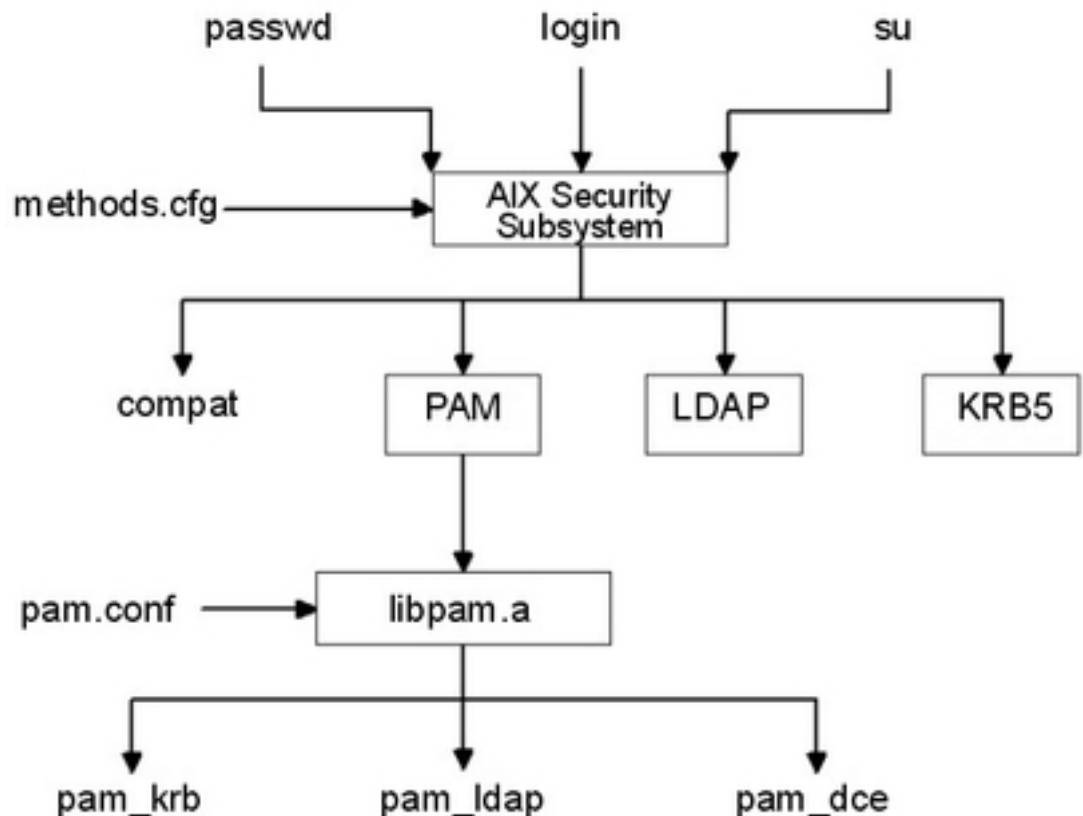 passwd
login
su
methods.cfg
AIX Security
Subsystem
compat
PAM
LDAP
KRB5
pam.conf
libpam.a
pam_krb
pam_ldap
pam_dce